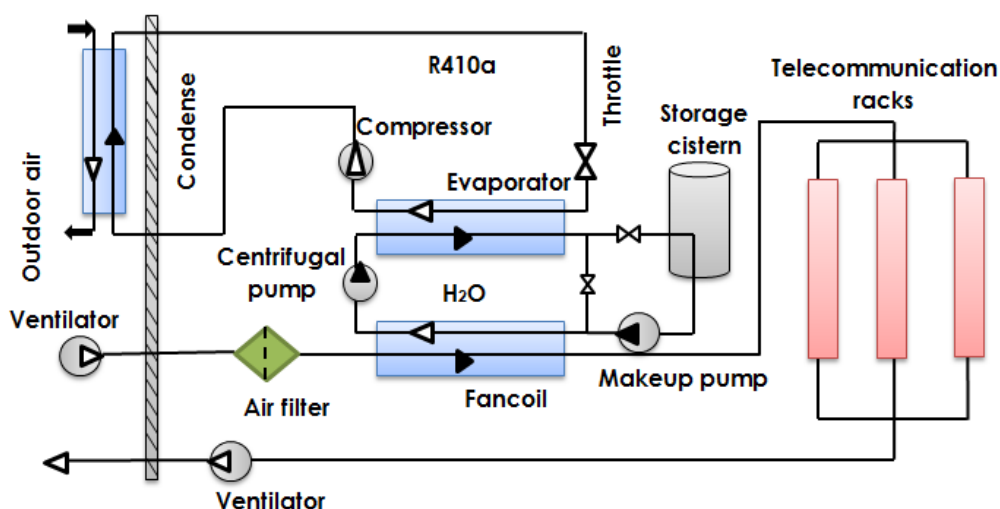 R410a
Telecommunication
racks
Throttle
Storage
cistern
Compressor
Condense
Evaporator
Outdoor air
Centrifugal
pump
H₂O
Ventilator
Makeup pump
Fancoil
Air filter
Ventilator